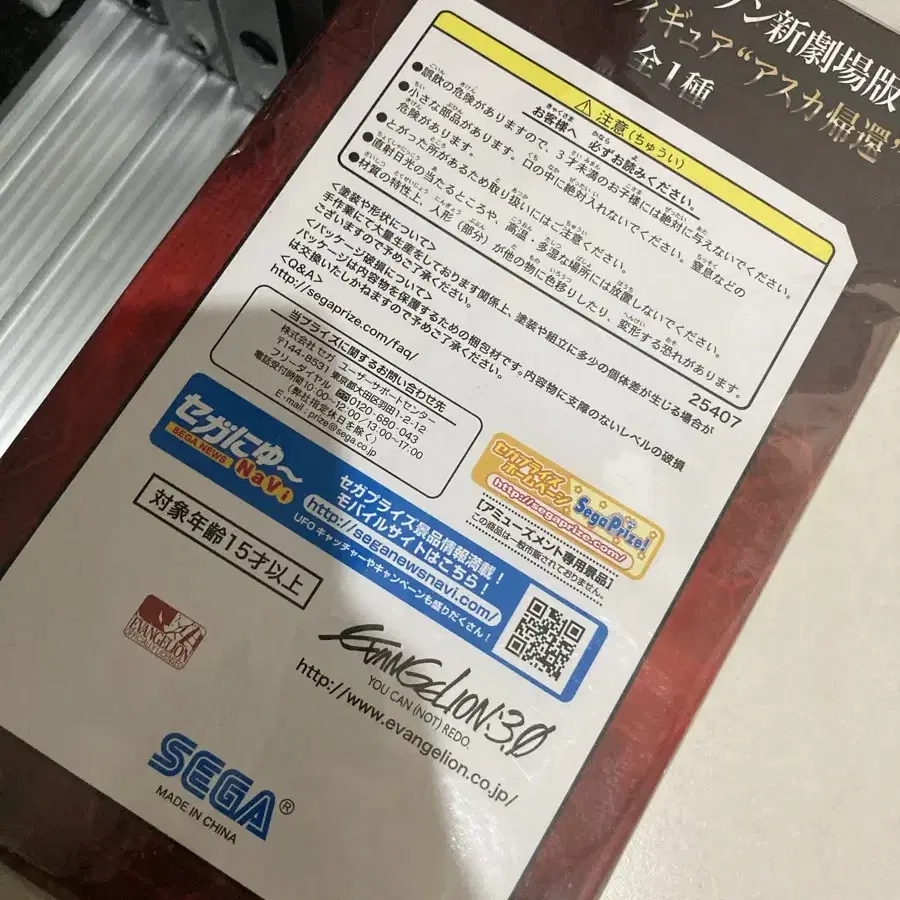 ン新劇場版
ィギュア“アスカ帰還”
全1種
注意(ちゅうい)
お客様へ 必ずお読みください。
●誤飲の危険がありますので、3才未満のお子様には絶対に与えないでください。
●小さな部品があります。口の中に絶対入れないでください。窒息などの
危険があります。
●とがった所があるため取り扱いにはご注意ください。
●直射日光の当たるところや、高温・多湿な場所には放置しないでください。
●材質の特性上、人形(部分)が他の物に色移りしたり、変形する恐れがあります。
25407
<塗装や形状について>
手作業にて大量生産をしております関係上、塗装や組立に多少の個体差が生じる場合が
ございますので予めご了承ください。
<パッケージ破損について>
パッケージは内容物を保護するための梱包材です。内容物に支障のないレベルの破損
は交換いたしかねますので予めご了承ください。
<Q&A>
http://segaprize.com/faq/
当プライズに関するお問い合わせ先
株式会社 セガ ユーザーサポートセンター
〒144-8531 東京都大田区羽田1-2-12
フリーダイヤル 0120-680-043
電話受付時間10:00~12:00/13:00~17:00
(弊社指定休日を除く)
E-mail.prize@sega.co.jp
セガプライズ
ホームページ
SegaPrize!
http://segaprize.com/
[アミューズメント専用景品]
この商品は一般市販されておりません。
セガにゅ~
SEGA NEWS
NaVi
セガプライズ景品情報満載!
モバイルサイトはこちら!
http://seganewsnavi.com/
UFOキャッチャーやキャンペーンも盛りだくさん!
対象年齢15才以上
EVANGELION
OFFICIALLY LICENSED
EVANGELION:3.0
YOU CAN (NOT) REDO.
http://www.evangelion.co.jp/
SEGA®
MADE IN CHINA